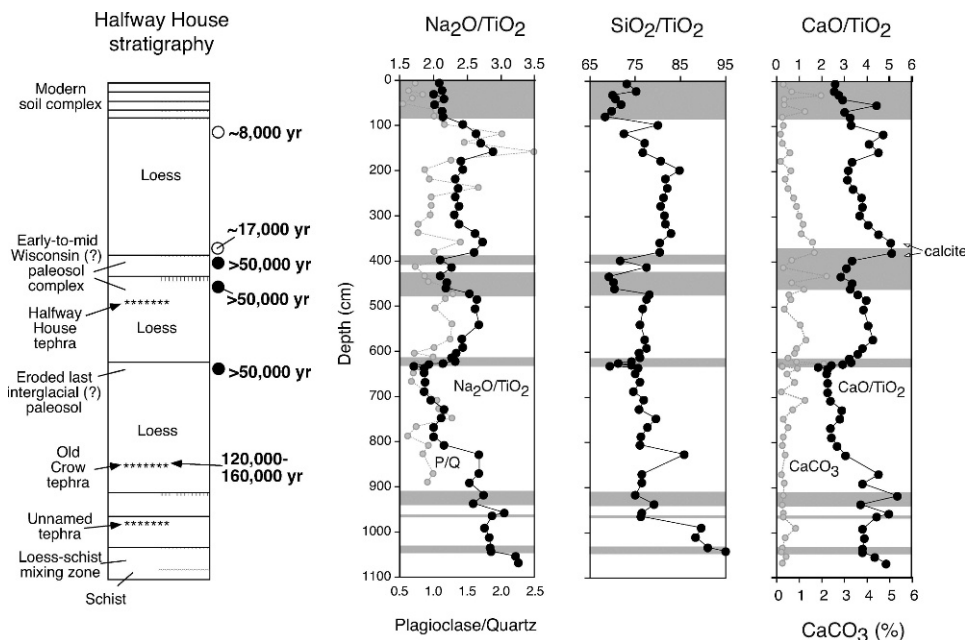 Halfway House
stratigraphy
Modern
soil complex
~8,000 yr
Loess
~17,000 yr
Early-to-mid
Wisconsin (?)
paleosol
complex
>50,000 yr
>50,000 yr
Halfway
House
tephra
Loess
Eroded last
interglacial (?)
paleosol
>50,000 yr
Loess
Old
Crow
tephra
120,000-
160,000 yr
Unnamed
tephra
Loess-schist
mixing zone
Schist
Na2O/TiO2
1.0 1.5 2.0 2.5 3.0 3.5
Depth (cm)
0
100
200
300
400
500
600
700
800
900
1000
1100
Na2O/TiO2
P/Q
0.5 1.0 1.5 2.0 2.5
Plagioclase/Quartz
SiO2/TiO2
65 75 85 95
CaO/TiO2
0 1 2 3 4 5 6
calcite
CaO/TiO2
CaCO3
0 1 2 3 4 5 6
CaCO3 (%)